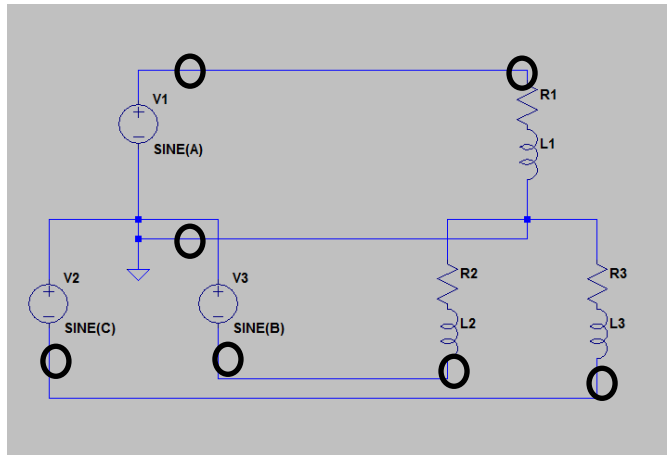 R1
V1
L1
SINE(A)
V2
V3
R2
R3
SINE(C)
SINE(B)
L2
L3